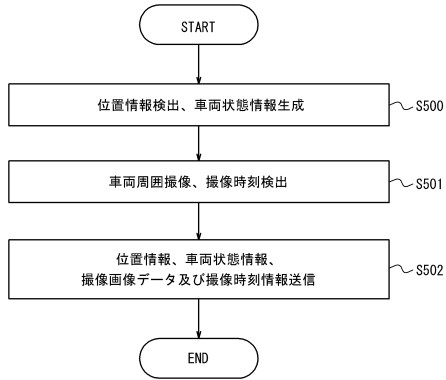 START
位置情報検出、車両状態情報生成
S500
車両周囲撮像、撮像時刻検出
S501
位置情報、車両状態情報、
撮像画像データ及び撮像時刻情報送信
S502
END